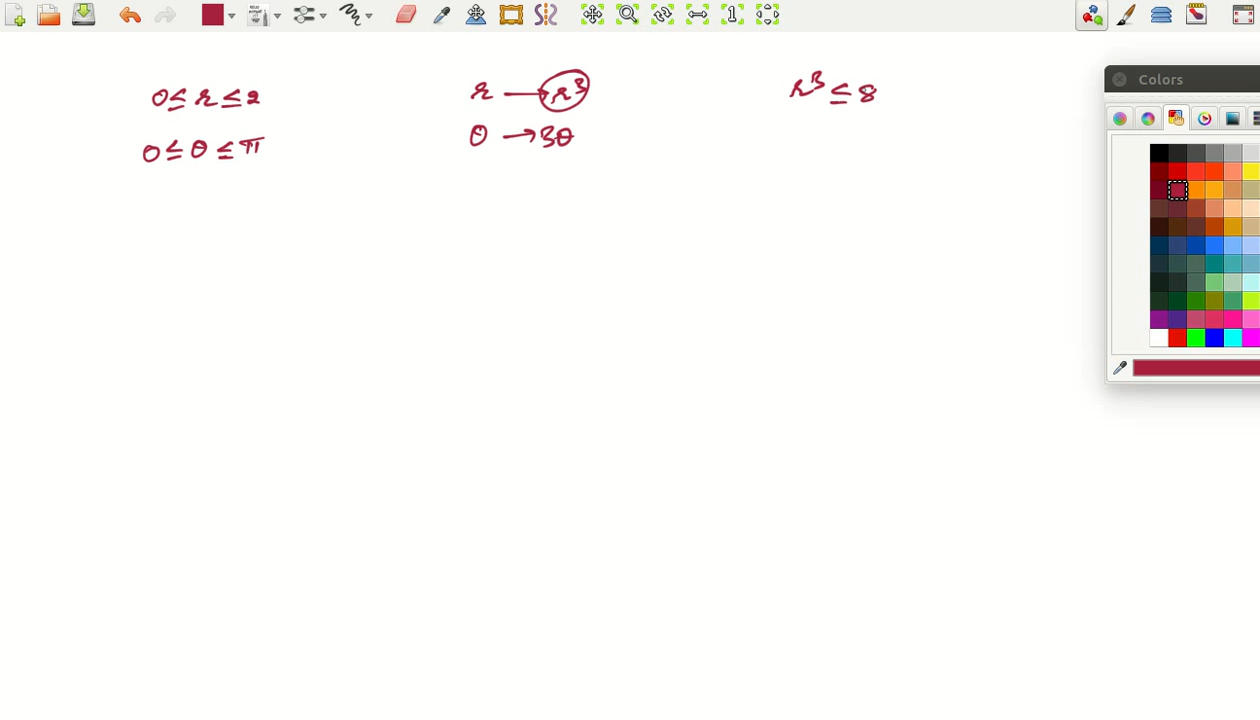 0 ≤ r ≤ 2
0 ≤ θ ≤ π
r → r³
θ → 3θ
r³ ≤ 8
Colors